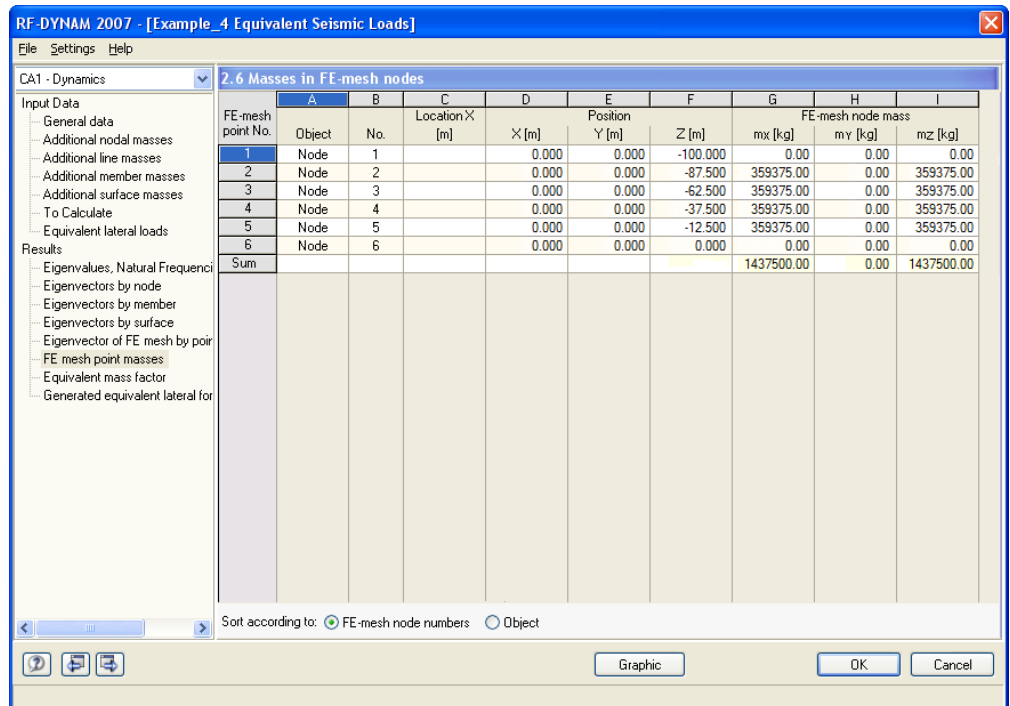 RF-DYNAM 2007 - [Example_4 Equivalent Seismic Loads]
File Settings Help
CA1 - Dynamics
Input Data
General data
Additional nodal masses
Additional line masses
Additional member masses
Additional surface masses
To Calculate
Equivalent lateral loads
Results
Eigenvalues, Natural Frequenci
Eigenvectors by node
Eigenvectors by member
Eigenvectors by surface
Eigenvector of FE mesh by poir
FE mesh point masses
Equivalent mass factor
Generated equivalent lateral for
2.6 Masses in FE-mesh nodes
A B C D E F G H I
FE-mesh Location X Position FE-mesh node mass
point No. Object No. [m] X [m] Y [m] Z [m] mx [kg] my [kg] mz [kg]
1 Node 1 0.000 0.000 -100.000 0.00 0.00 0.00
2 Node 2 0.000 0.000 -87.500 359375.00 0.00 359375.00
3 Node 3 0.000 0.000 -62.500 359375.00 0.00 359375.00
4 Node 4 0.000 0.000 -37.500 359375.00 0.00 359375.00
5 Node 5 0.000 0.000 -12.500 359375.00 0.00 359375.00
6 Node 6 0.000 0.000 0.000 0.00 0.00 0.00
Sum 1437500.00 0.00 1437500.00
Sort according to: FE-mesh node numbers Object
Graphic OK Cancel